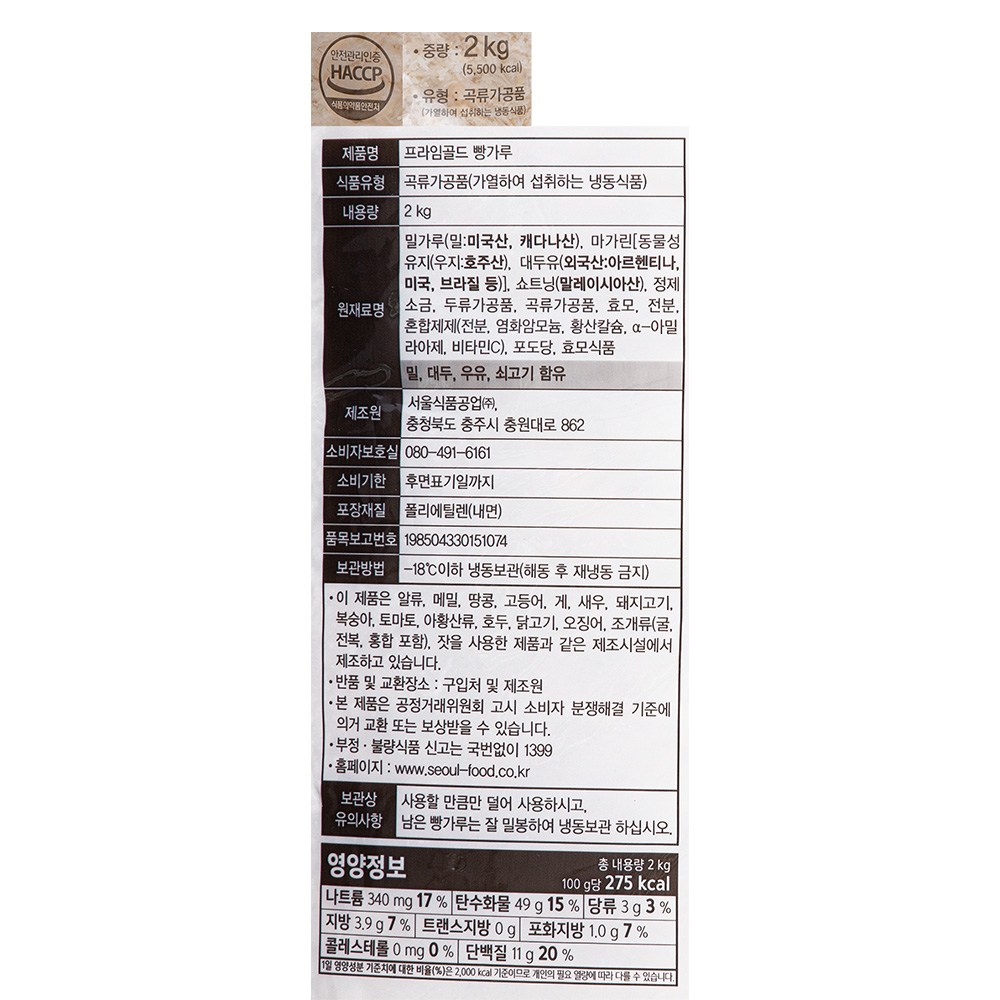 안전관리인증
HACCP
식품의약품안전처
• 중량 : 2 kg
(5,500 kcal)
• 유형 : 곡류가공품
(가열하여 섭취하는 냉동식품)
제품명 프라임골드 빵가루
식품유형 곡류가공품(가열하여 섭취하는 냉동식품)
내용량 2 kg
원재료명 밀가루(밀:미국산, 캐나다산), 마가린[동물성
유지(우지:호주산), 대두유(외국산:아르헨티나,
미국, 브라질 등)], 쇼트닝(말레이시아산), 정제
소금, 두류가공품, 곡류가공품, 효모, 전분,
혼합제제(전분, 염화암모늄, 황산칼슘, α-아밀
라아제, 비타민C), 포도당, 효모식품
밀, 대두, 우유, 쇠고기 함유
제조원 서울식품공업㈜,
충청북도 충주시 충원대로 862
소비자보호실 080-491-6161
소비기한 후면표기일까지
포장재질 폴리에틸렌(내면)
품목보고번호 198504330151074
보관방법 -18℃이하 냉동보관(해동 후 재냉동 금지)
• 이 제품은 알류, 메밀, 땅콩, 고등어, 게, 새우, 돼지고기,
복숭아, 토마토, 아황산류, 호두, 닭고기, 오징어, 조개류(굴,
전복, 홍합 포함), 잣을 사용한 제품과 같은 제조시설에서
제조하고 있습니다.
• 반품 및 교환장소 : 구입처 및 제조원
• 본 제품은 공정거래위원회 고시 소비자 분쟁해결 기준에
의거 교환 또는 보상받을 수 있습니다.
• 부정 · 불량식품 신고는 국번없이 1399
• 홈페이지 : www.seoul-food.co.kr
보관상 유의사항 사용할 만큼만 덜어 사용하시고,
남은 빵가루는 잘 밀봉하여 냉동보관 하십시오.
영양정보 총 내용량 2 kg
100 g당 275 kcal
나트륨 340 mg 17 % 탄수화물 49 g 15 % 당류 3 g 3 %
지방 3.9 g 7 % 트랜스지방 0 g 포화지방 1.0 g 7 %
콜레스테롤 0 mg 0 % 단백질 11 g 20 %
1일 영양성분 기준치에 대한 비율(%)은 2,000 kcal 기준이므로 개인의 필요 열량에 따라 다를 수 있습니다.